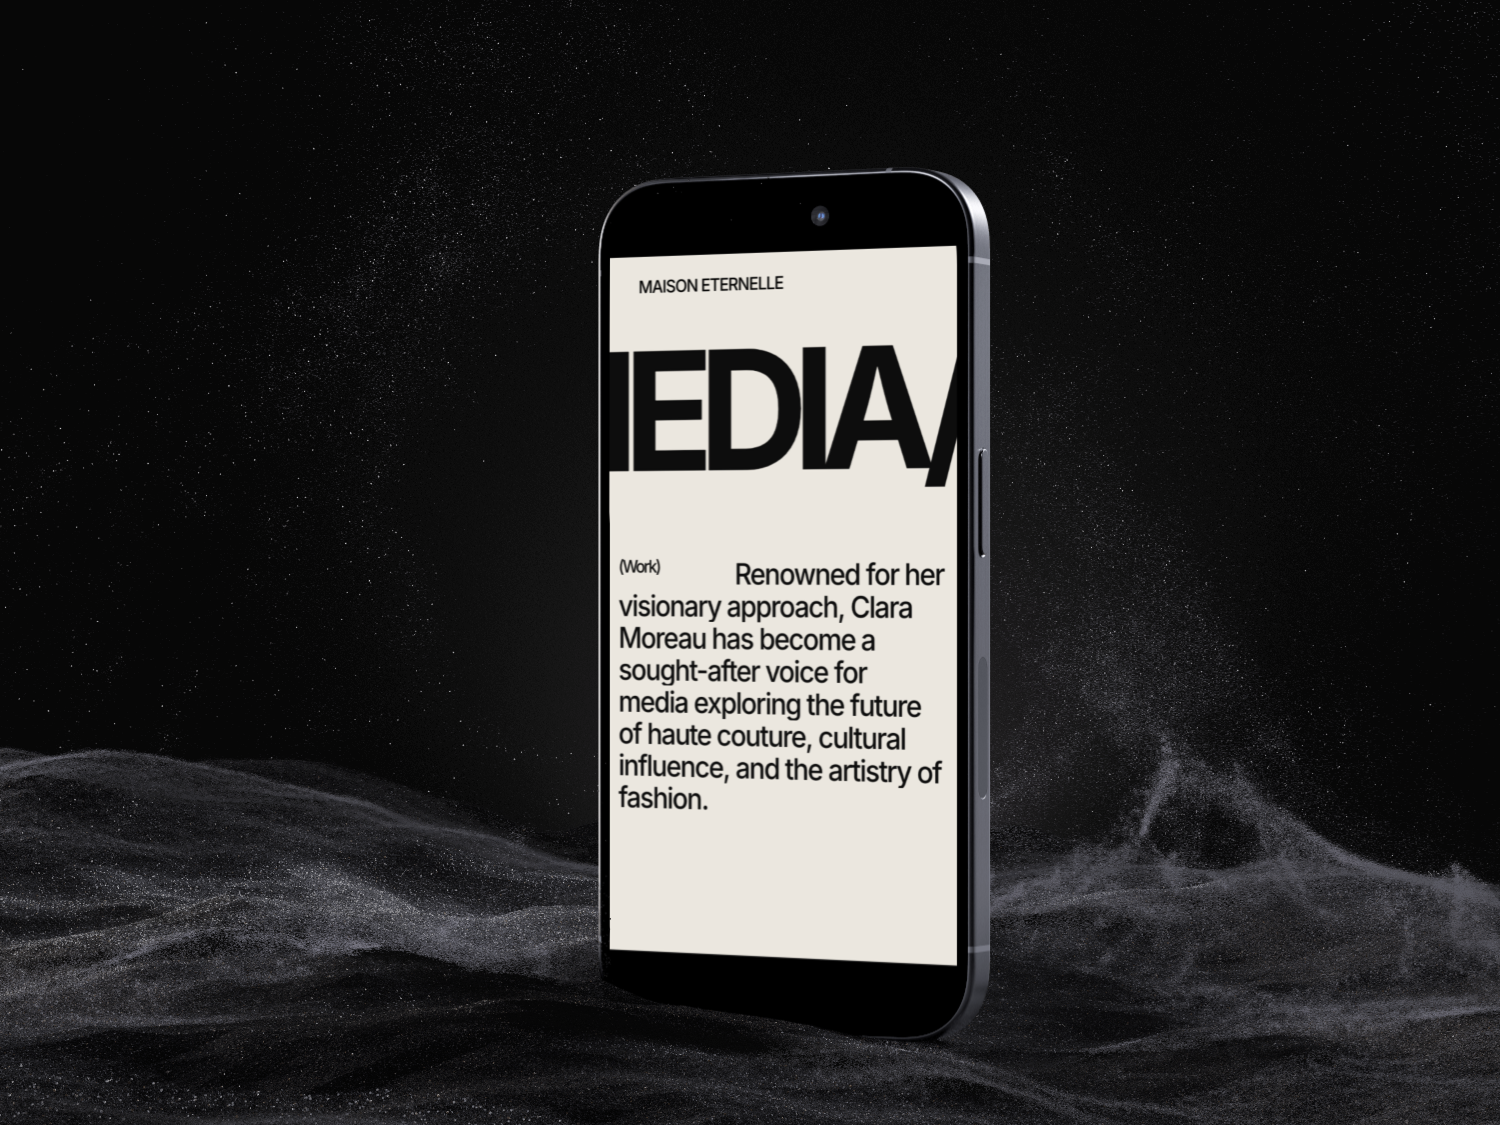 MAISON ETERNELLE
IEDIA/
(Work) Renowned for her
visionary approach, Clara
Moreau has become a
sought-after voice for
media exploring the future
of haute couture, cultural
influence, and the artistry of
fashion.